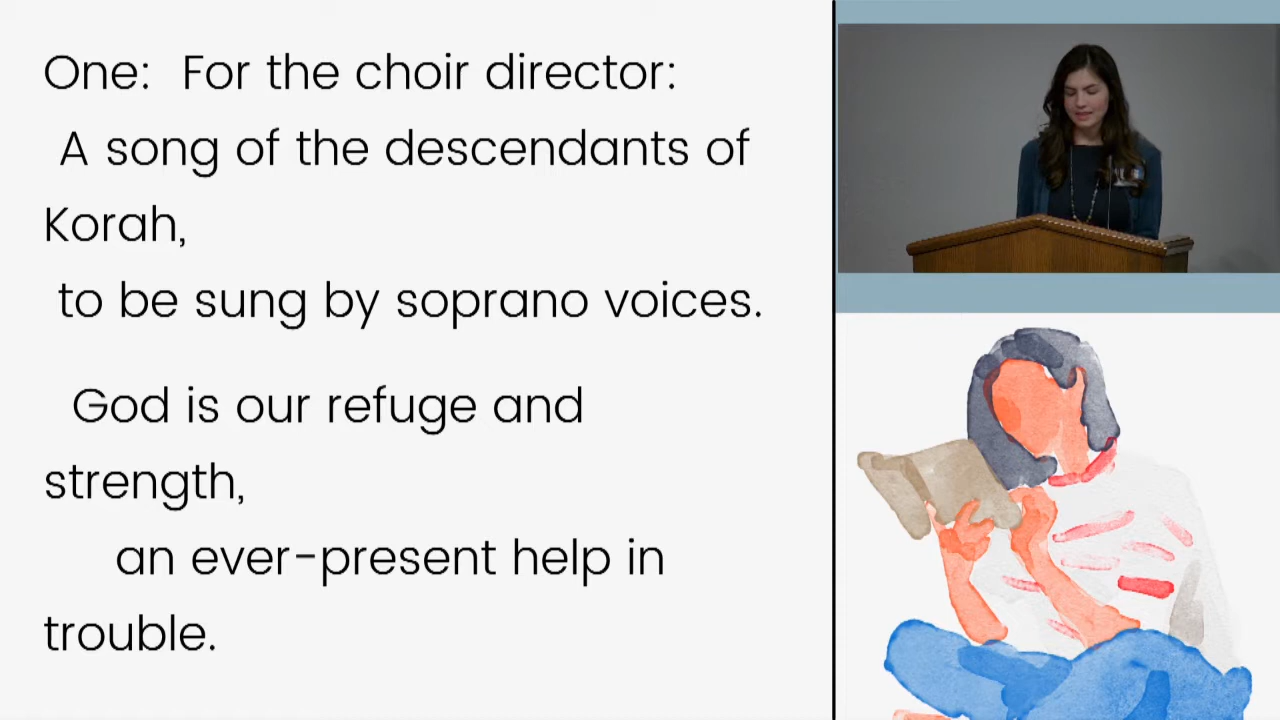 One: For the choir director:
A song of the descendants of
Korah,
to be sung by soprano voices.
God is our refuge and
strength,
an ever-present help in
trouble.